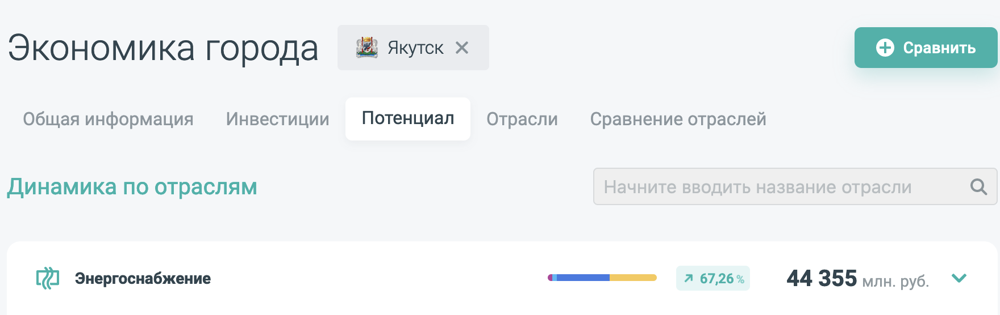 Экономика города
Якутск
Сравнить
Общая информация
Инвестиции
Потенциал
Отрасли
Сравнение отраслей
Динамика по отраслям
Начните вводить название отрасли
Энергоснабжение
67,26 %
44 355 млн. руб.